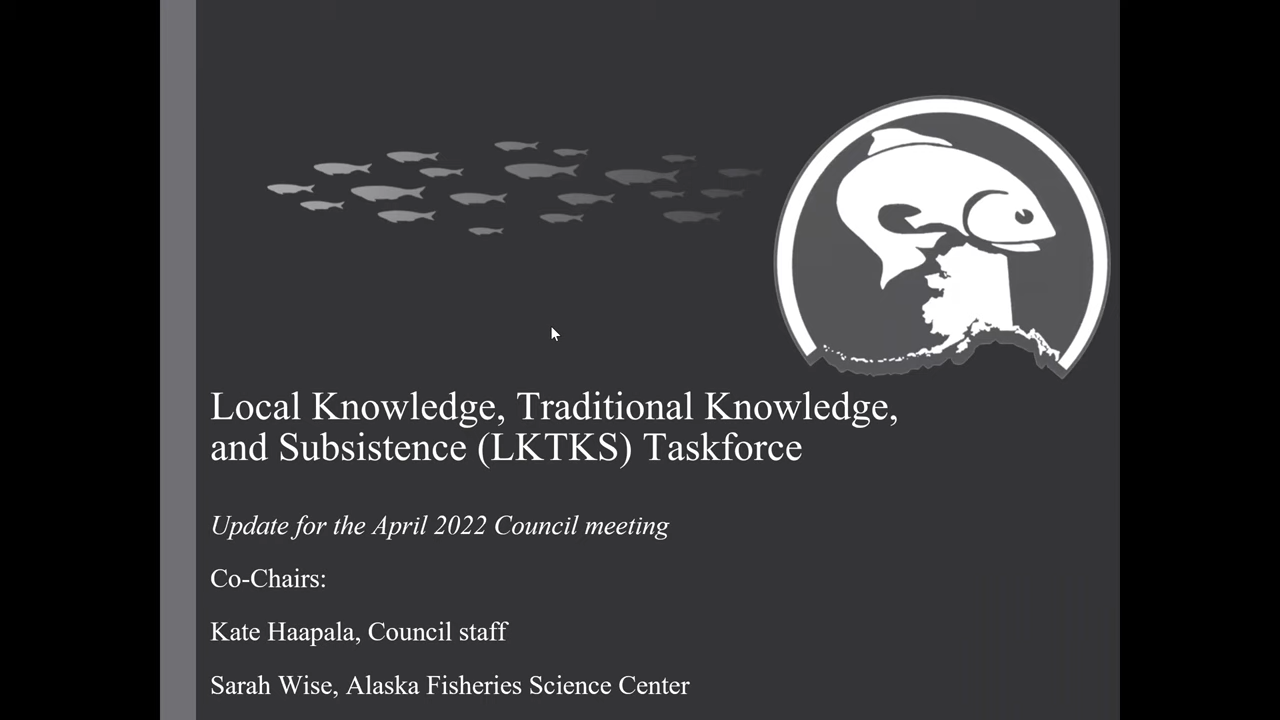 Local Knowledge, Traditional Knowledge,
and Subsistence (LKTKS) Taskforce
Update for the April 2022 Council meeting
Co-Chairs:
Kate Haapala, Council staff
Sarah Wise, Alaska Fisheries Science Center